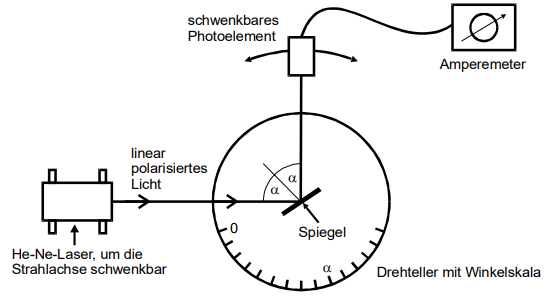 schwenkbares
Photoelement
Amperemeter
linear
polarisiertes
Licht
α
α
0
Spiegel
He-Ne-Laser, um die
Strahlachse schwenkbar
α
Drehteller mit Winkelskala